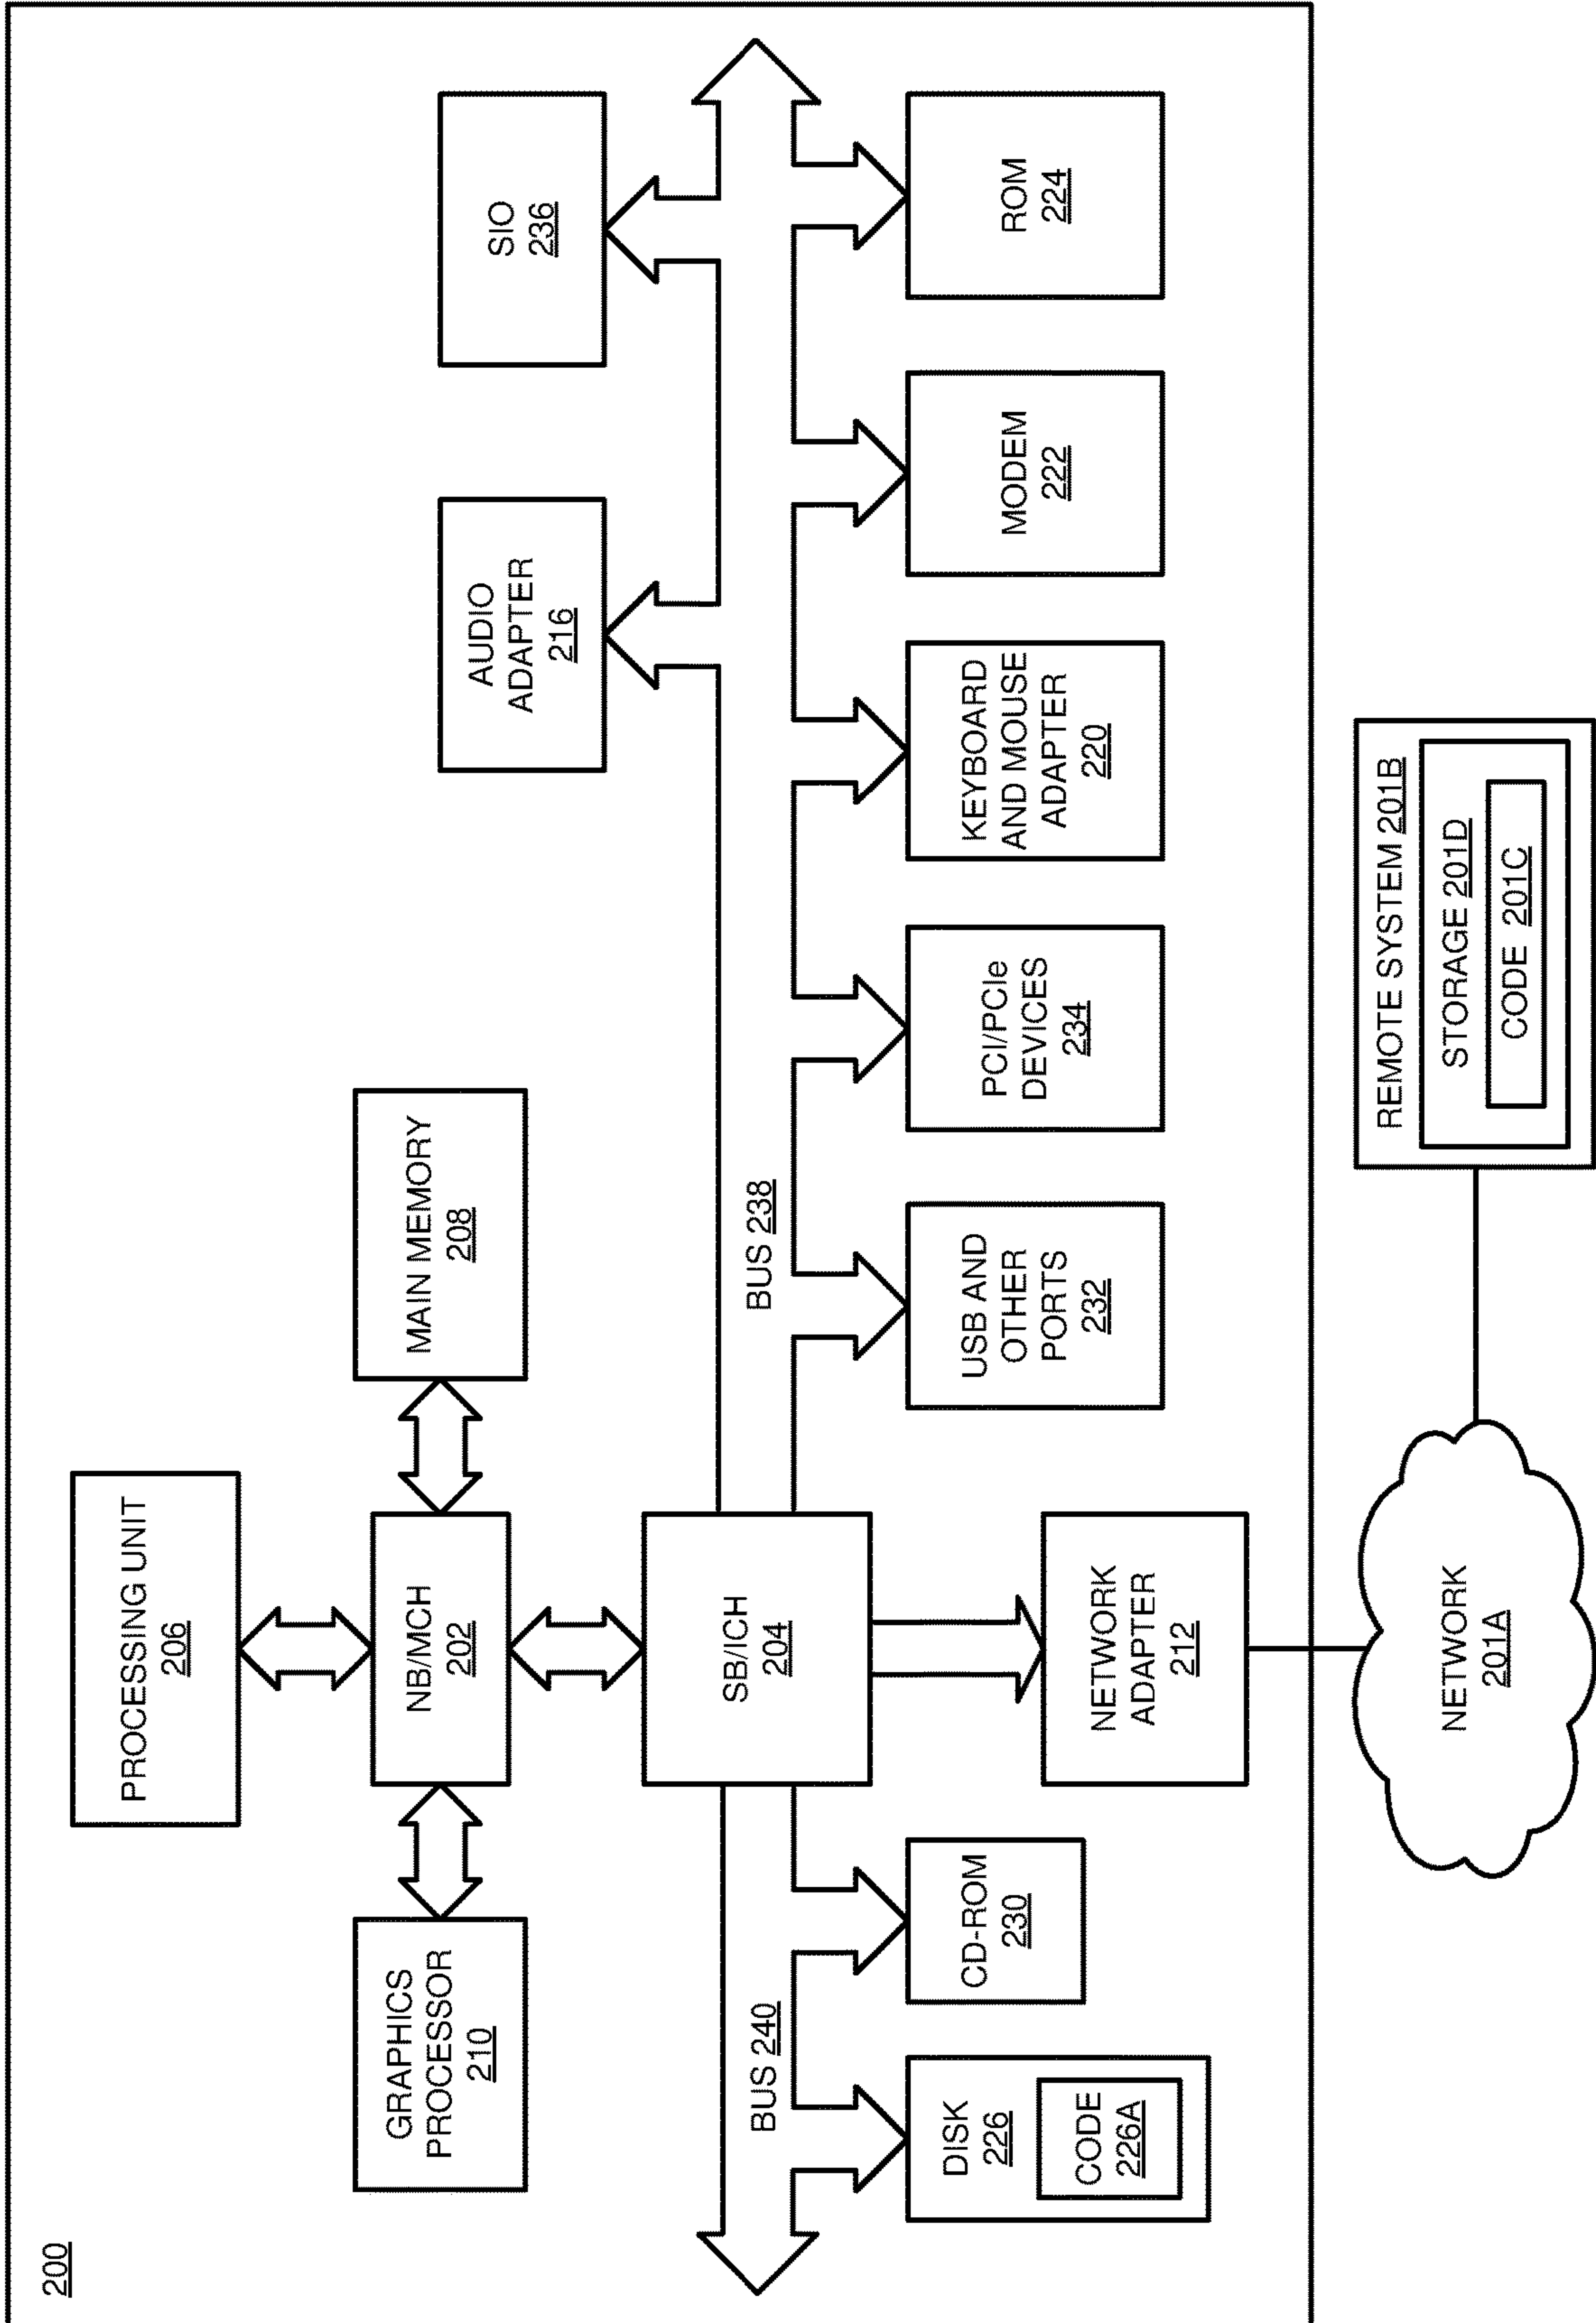 200
PROCESSING UNIT
206
GRAPHICS
PROCESSOR
210
NB/MCH
202
MAIN MEMORY
208
AUDIO
ADAPTER
216
SIO
236
SB/ICH
204
BUS 240
BUS 238
DISK
226
CODE
226A
CD-ROM
230
NETWORK
ADAPTER
212
USB AND
OTHER
PORTS
232
PCI/PCIe
DEVICES
234
KEYBOARD
AND MOUSE
ADAPTER
220
MODEM
222
ROM
224
NETWORK
201A
REMOTE SYSTEM 201B
STORAGE 201D
CODE 201C